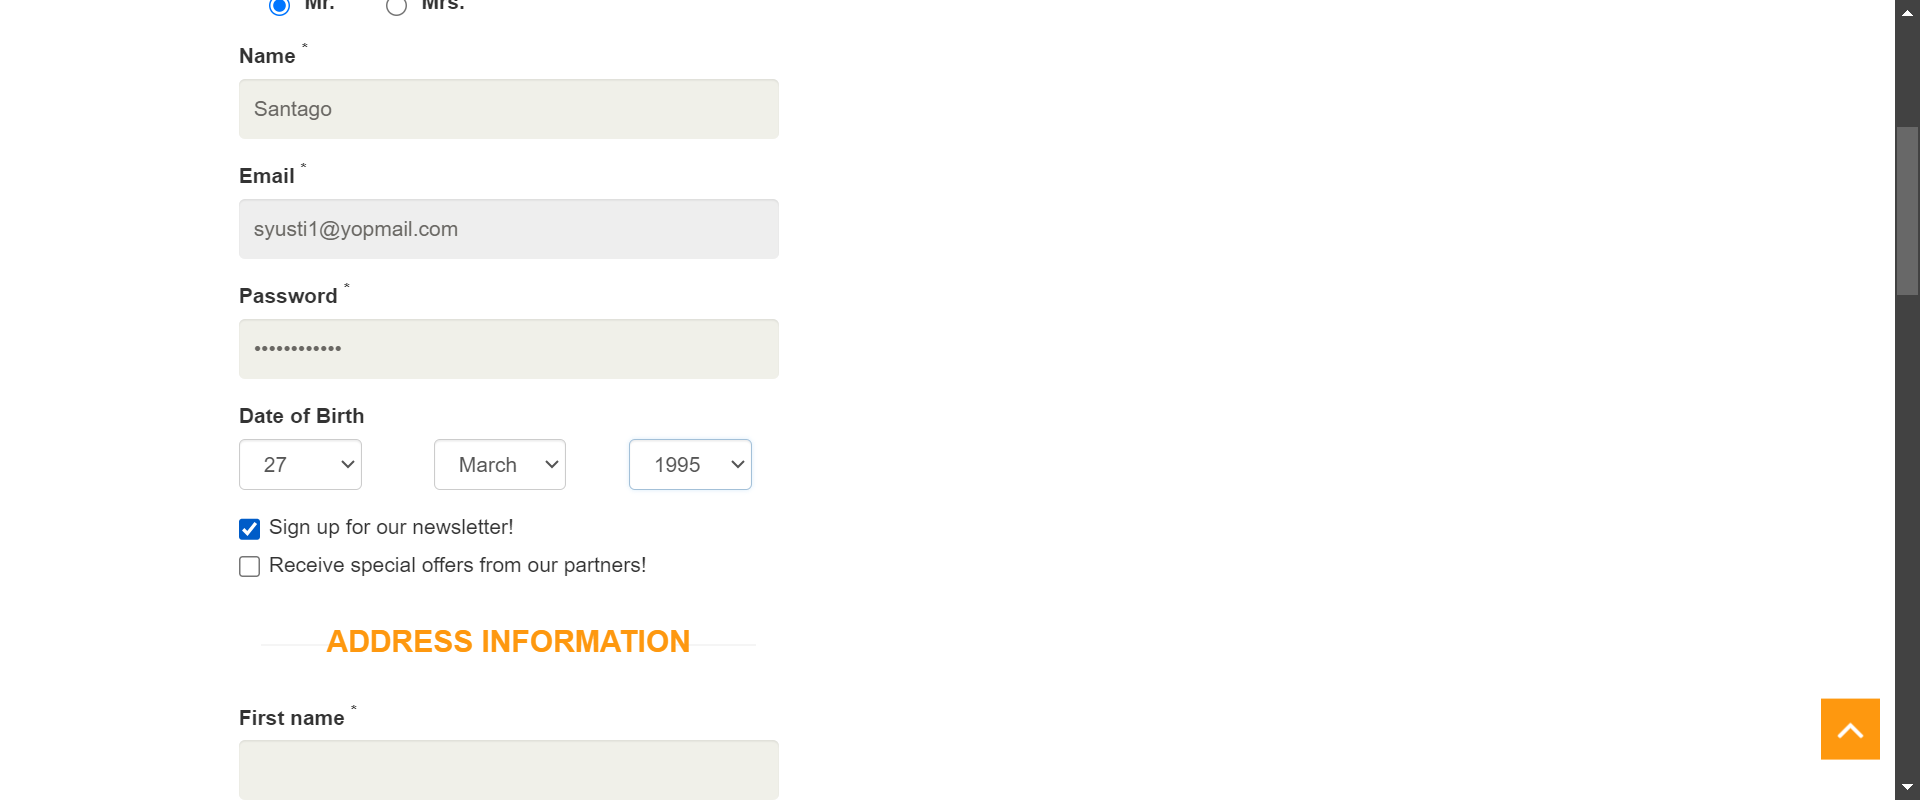 Mr. Mrs.
Name *
Santago
Email *
syusti1@yopmail.com
Password *
••••••••••••
Date of Birth
27 March 1995
Sign up for our newsletter!
Receive special offers from our partners!
ADDRESS INFORMATION
First name *